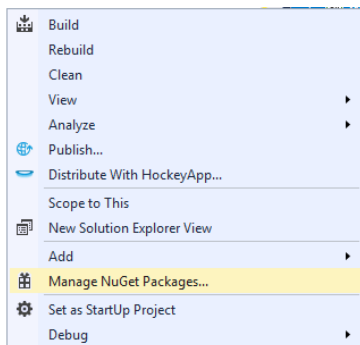 Build
Rebuild
Clean
View
Analyze
Publish...
Distribute With HockeyApp...
Scope to This
New Solution Explorer View
Add
Manage NuGet Packages...
Set as StartUp Project
Debug